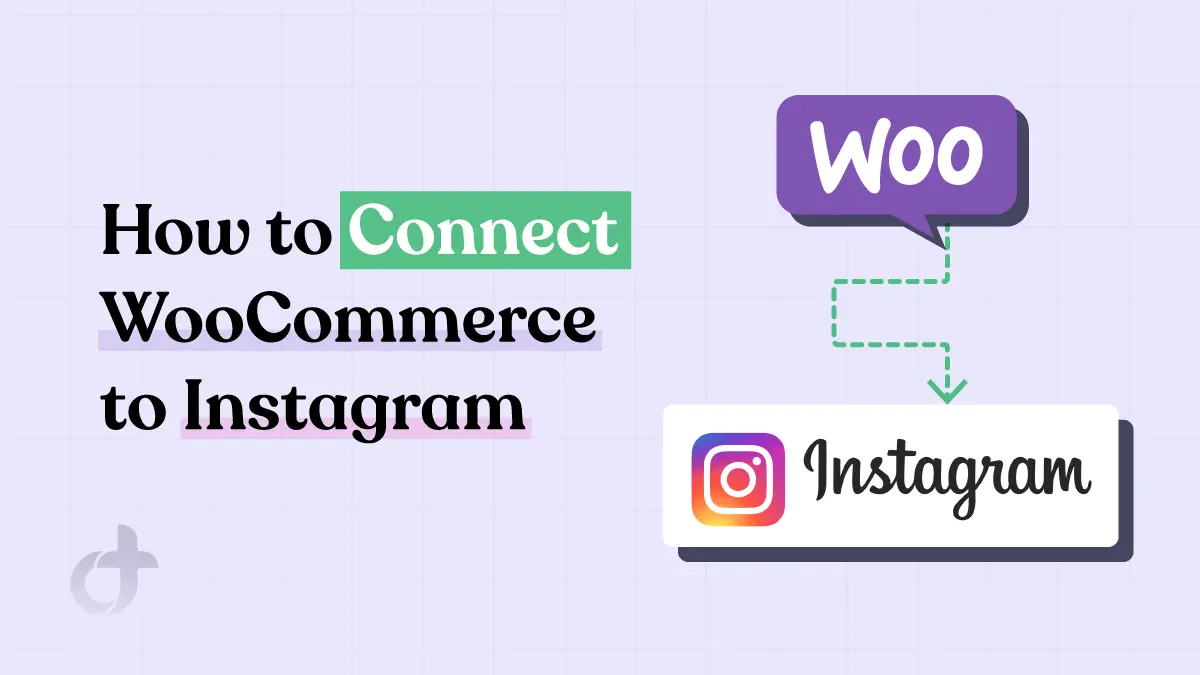 How to Connect
WooCommerce
to Instagram
Woo
Instagram